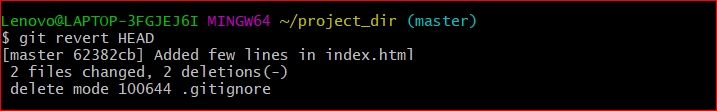 Lenovo@LAPTOP-3FGJEJ6I MINGW64 ~/project_dir (master)
$ git revert HEAD
[master 62382cb] Added few lines in index.html
 2 files changed, 2 deletions(-)
 delete mode 100644 .gitignore